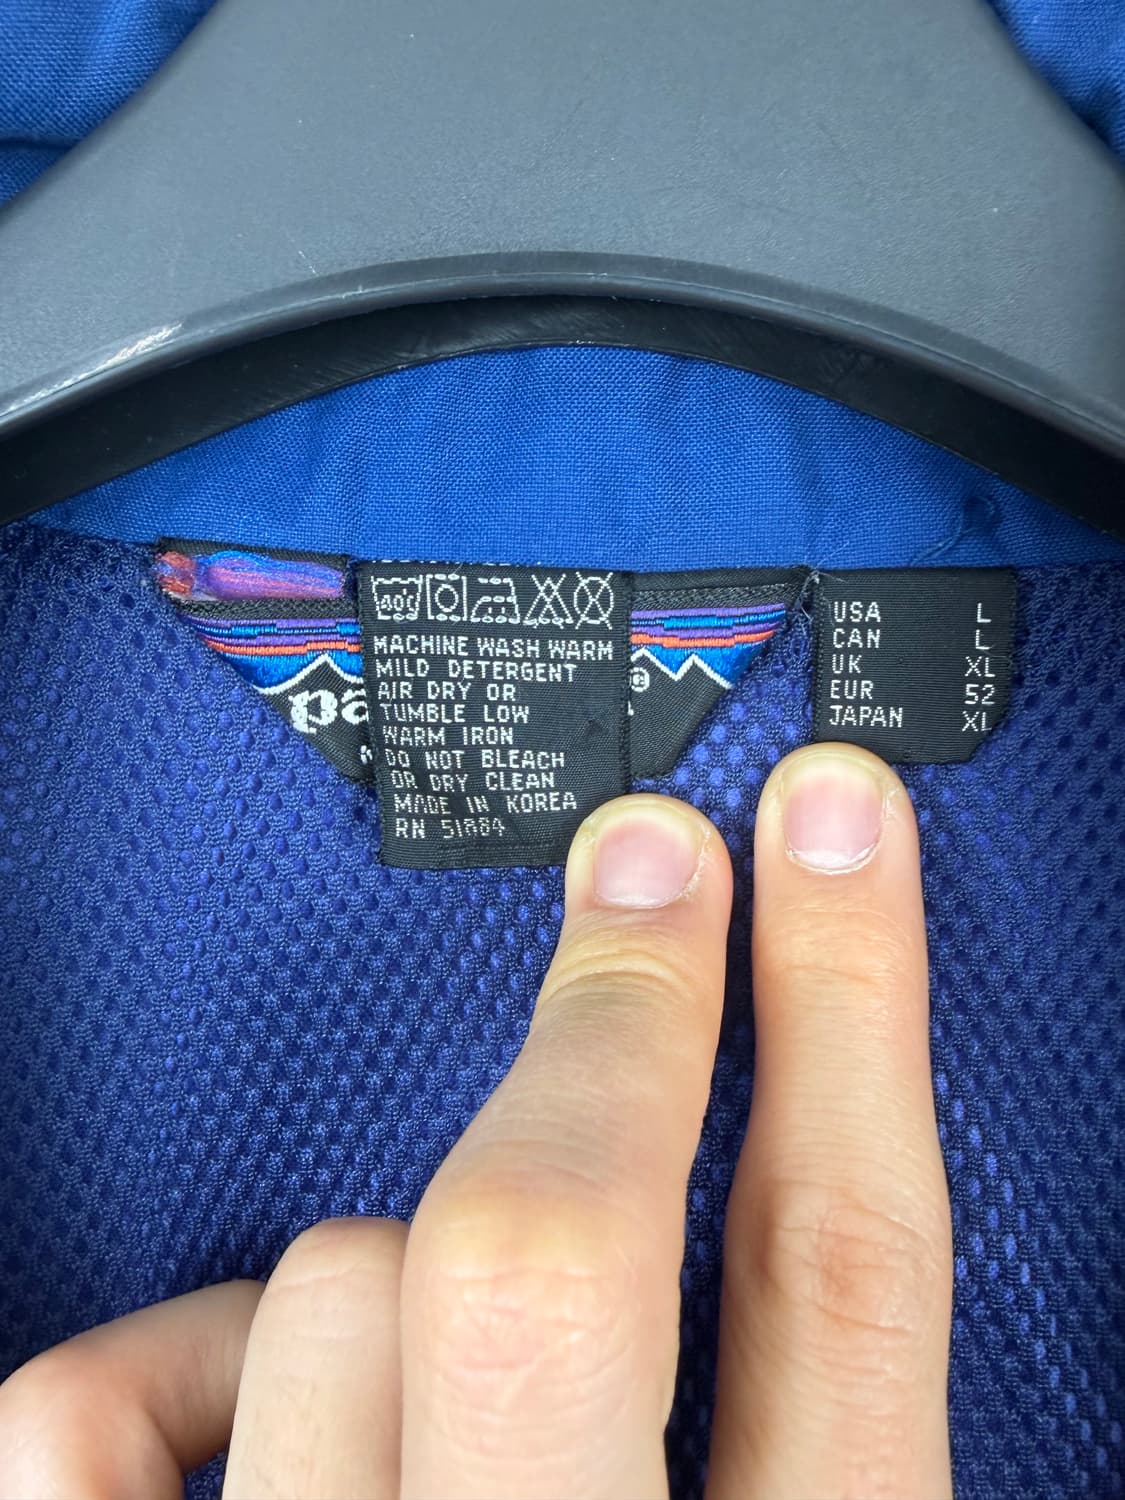 40°
MACHINE WASH WARM
MILD DETERGENT
AIR DRY OR
TUMBLE LOW
WARM IRON
DO NOT BLEACH
OR DRY CLEAN
MADE IN KOREA
RN 51884
pa
®
USA L
CAN L
UK XL
EUR 52
JAPAN XL